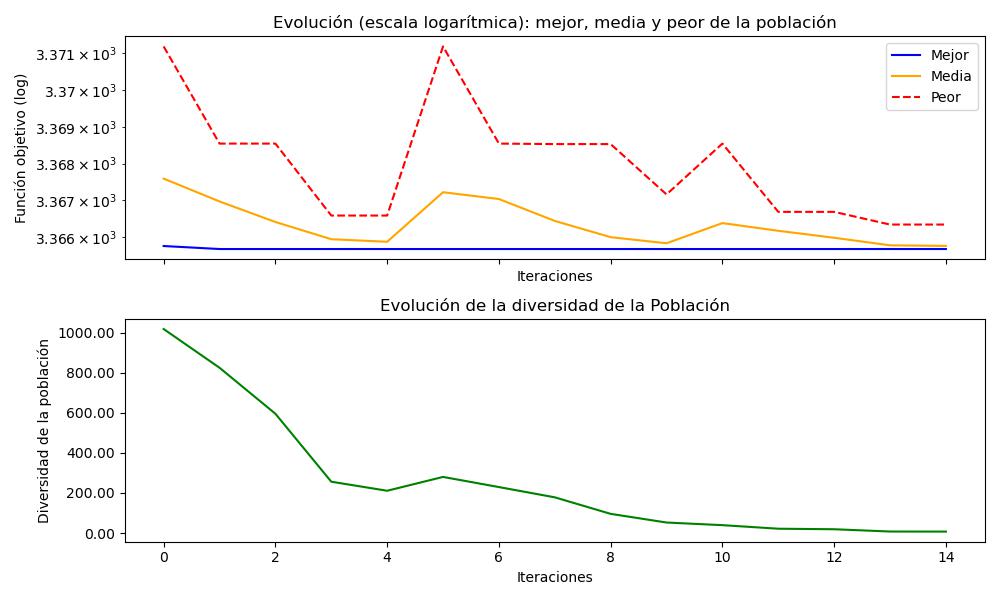 Evolución (escala logarítmica): mejor, media y peor de la población
Función objetivo (log)
3.371 × 10³
3.37 × 10³
3.369 × 10³
3.368 × 10³
3.367 × 10³
3.366 × 10³
Mejor
Media
Peor
Iteraciones
Evolución de la diversidad de la Población
Diversidad de la población
1000.00
800.00
600.00
400.00
200.00
0.00
0 2 4 6 8 10 12 14
Iteraciones